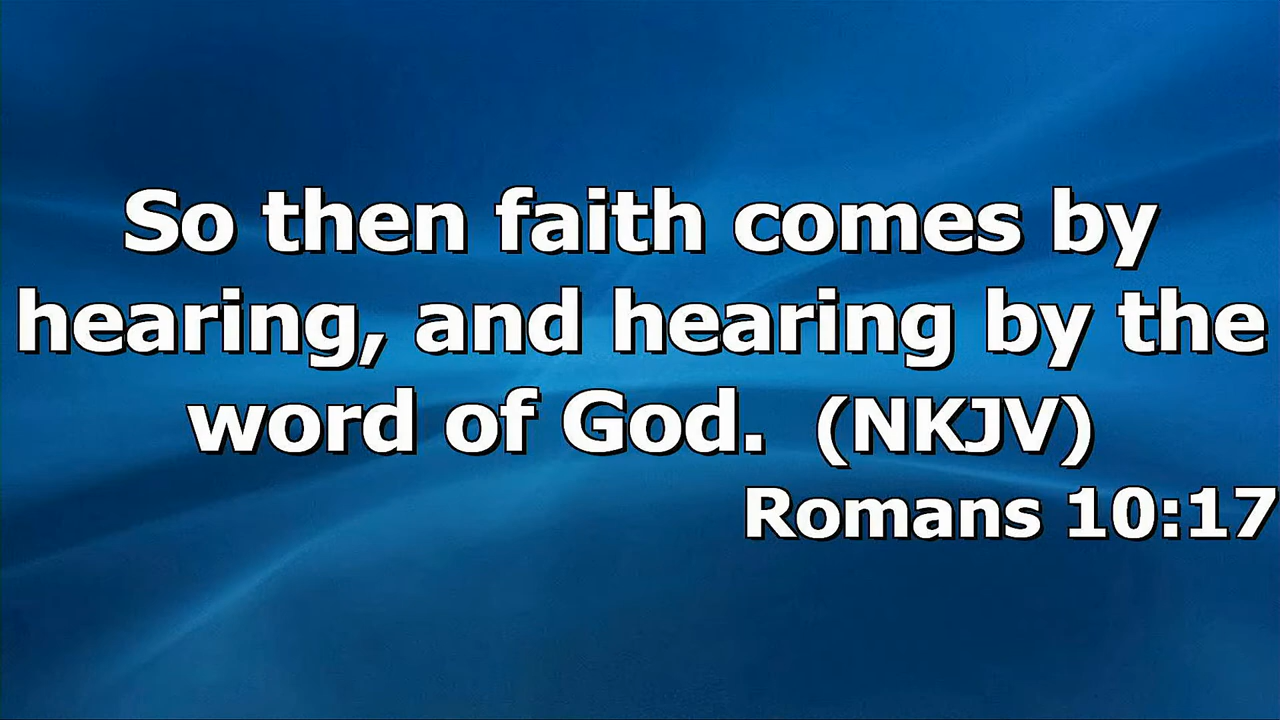 So then faith comes by
hearing, and hearing by the
word of God.  (NKJV)
Romans 10:17